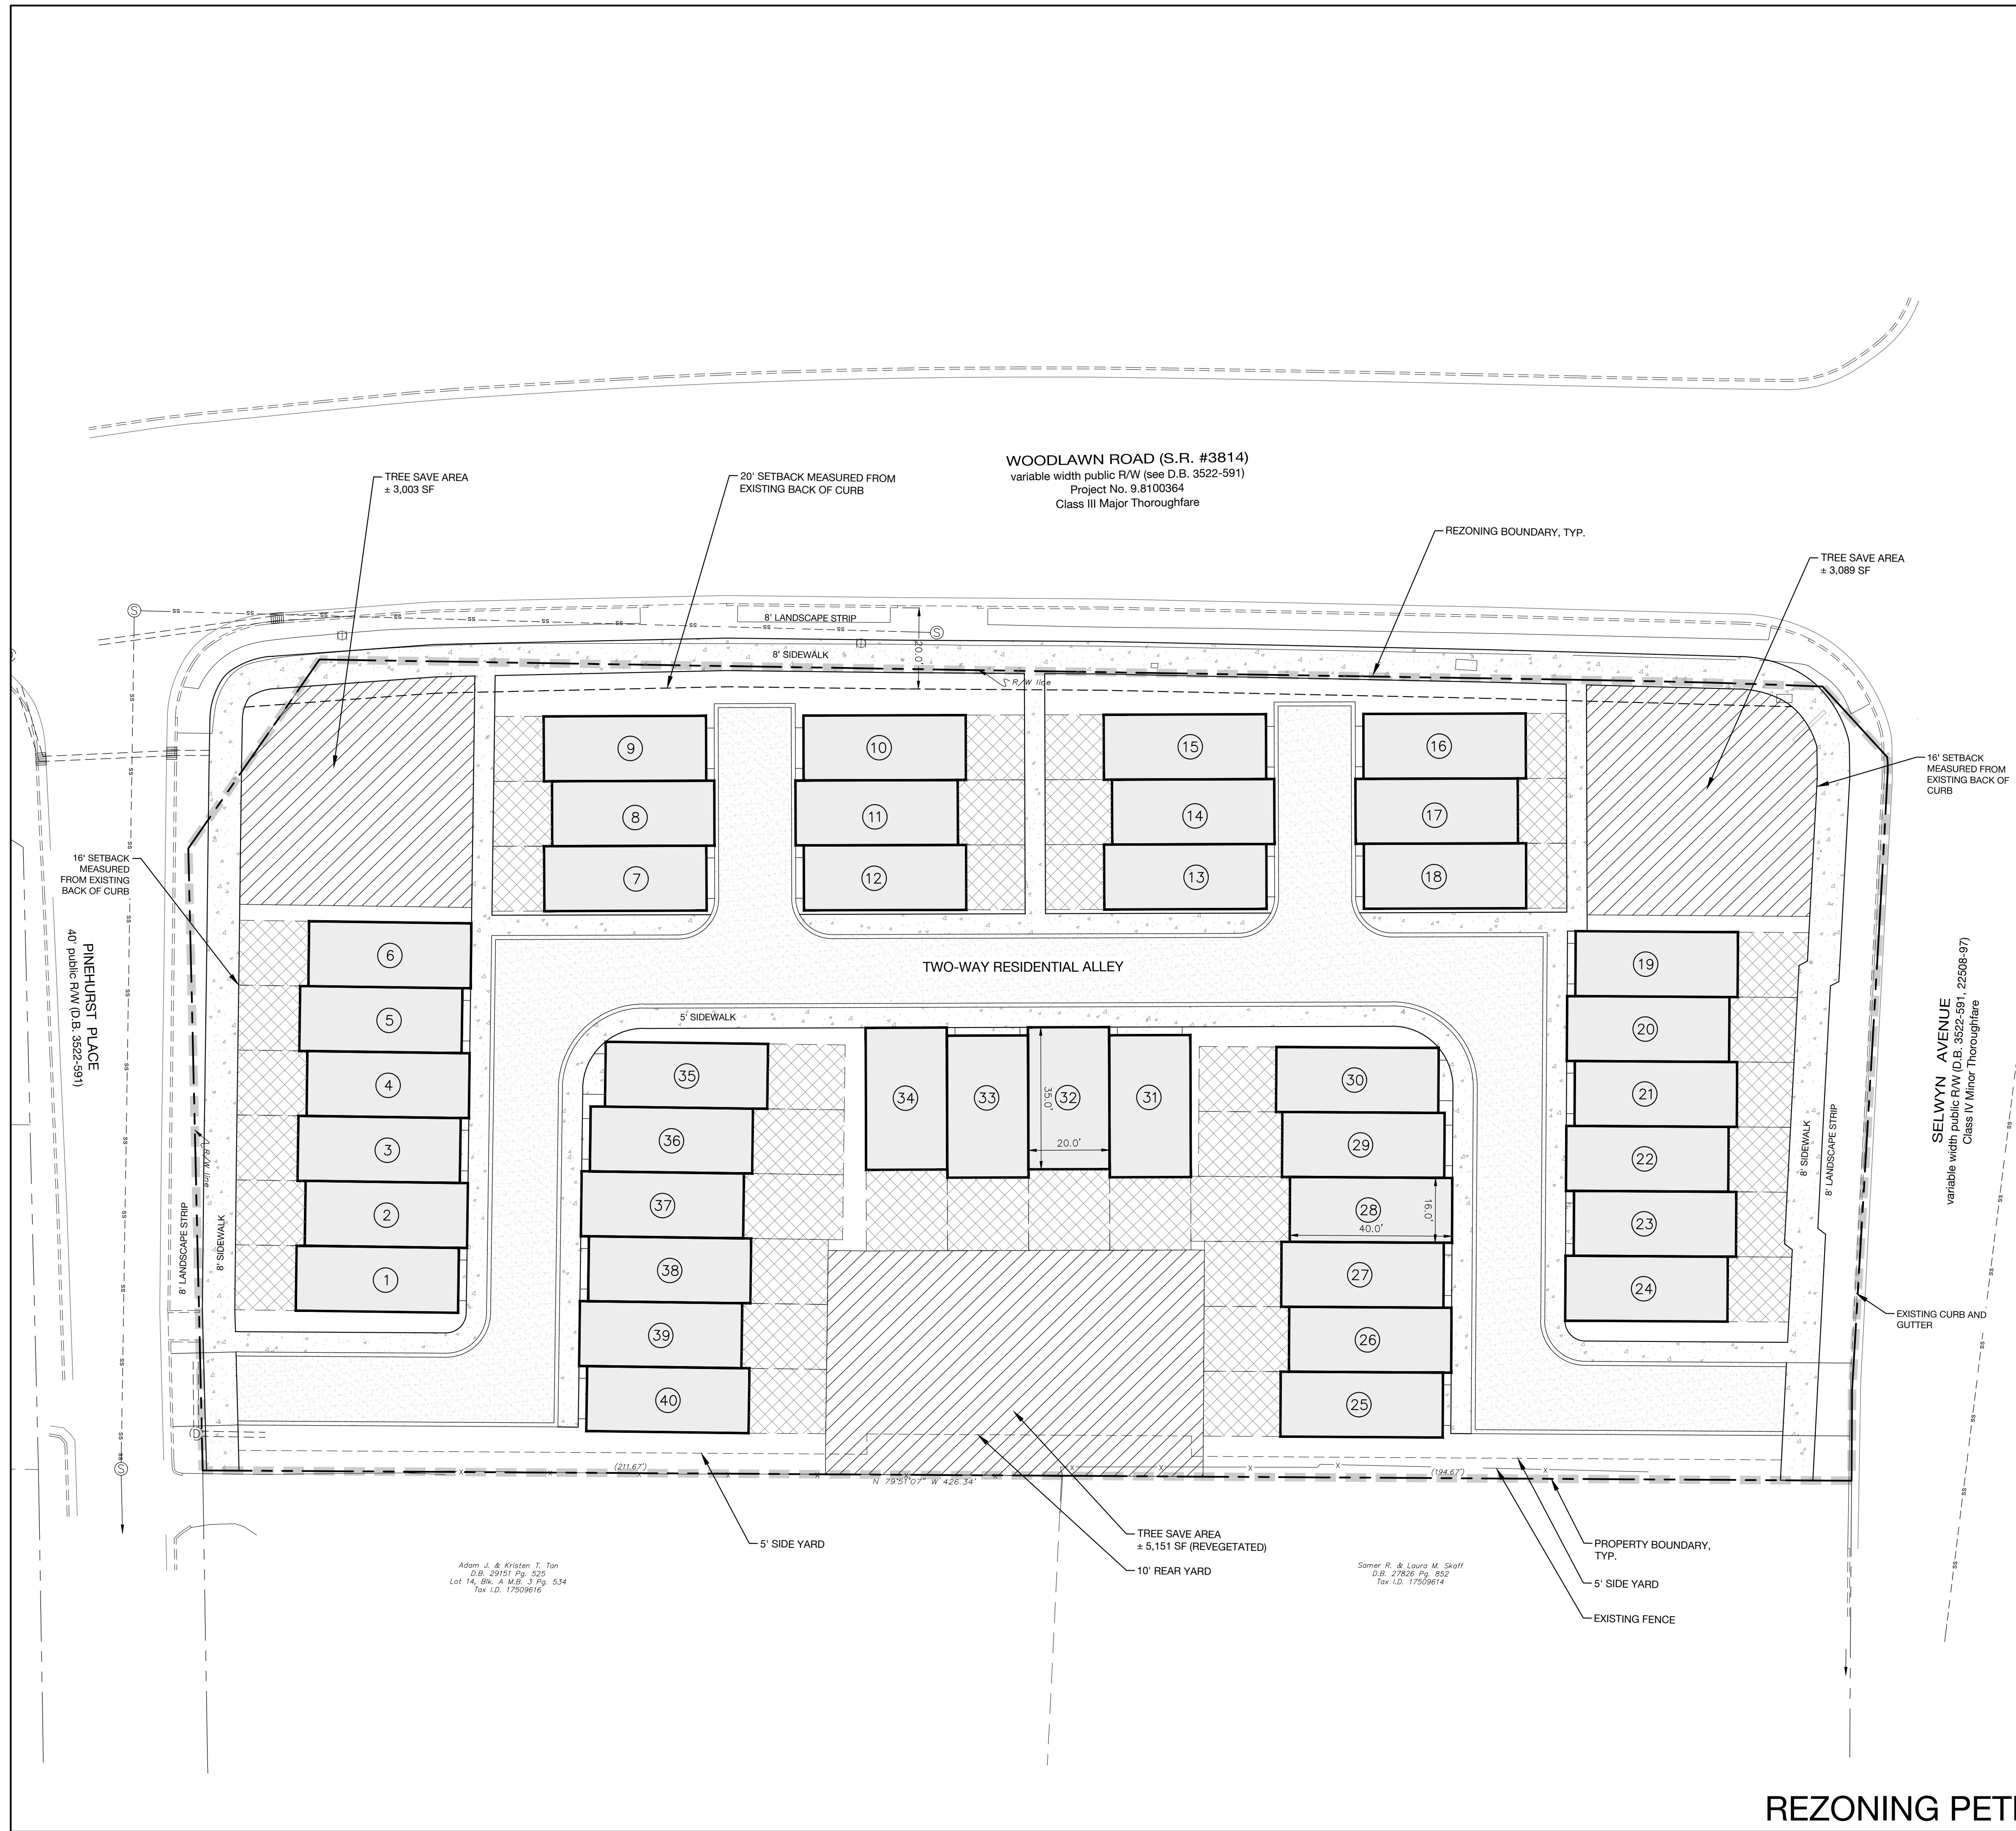 WOODLAWN ROAD (S.R. #3814)
variable width public R/W (see D.B. 3522-591)
Project No. 9.8100364
Class III Major Thoroughfare
TREE SAVE AREA
± 3,003 SF
20' SETBACK MEASURED FROM
EXISTING BACK OF CURB
REZONING BOUNDARY, TYP.
TREE SAVE AREA
± 3,089 SF
S
SS
SS
SS
SS
SS
SS
SS
SS
SS
S
8' LANDSCAPE STRIP
20.0'
8' SIDEWALK
R/W line
9
10
15
16
8
11
14
17
7
12
13
18
16' SETBACK
MEASURED FROM
EXISTING BACK OF
CURB
16' SETBACK
MEASURED
FROM EXISTING
BACK OF CURB
PINEHURST PLACE
40' public R/W (D.B. 3522-591)
6
5
4
3
2
1
TWO-WAY RESIDENTIAL ALLEY
5' SIDEWALK
19
20
21
22
23
24
35
36
37
38
39
40
34
33
32
31
35.0'
20.0'
30
29
28
16.0'
40.0'
27
26
25
SELWYN AVENUE
variable width public R/W (D.B. 3522-591, 22508-97)
Class IV Minor Thoroughfare
8' SIDEWALK
8' LANDSCAPE STRIP
R/W line
8' LANDSCAPE STRIP
8' SIDEWALK
EXISTING CURB AND
GUTTER
D
S
(211.67')
N 79°51'07" W 426.34'
(194.67')
5' SIDE YARD
TREE SAVE AREA
± 5,151 SF (REVEGETATED)
10' REAR YARD
PROPERTY BOUNDARY,
TYP.
5' SIDE YARD
EXISTING FENCE
Adam J. & Kristen T. Tan
D.B. 29151 Pg. 525
Lot 14, Blk. A M.B. 3 Pg. 534
Tax I.D. 17509616
Samer R. & Laura M. Skaff
D.B. 27826 Pg. 852
Tax I.D. 17509614
REZONING PETI